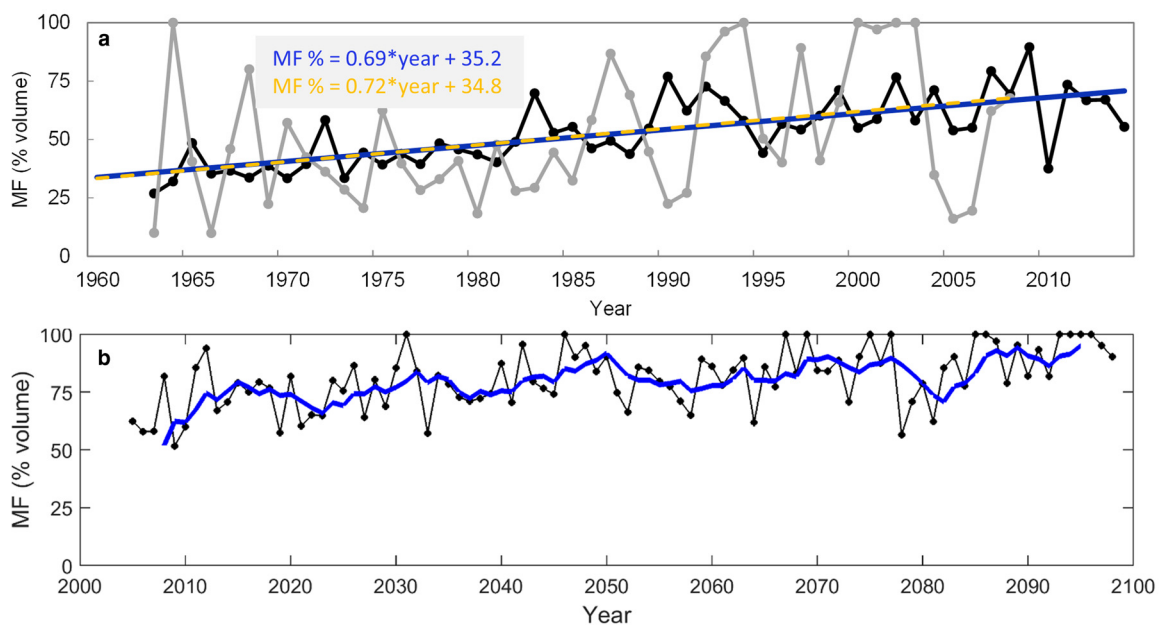 100
a
MF % = 0.69*year + 35.2
MF % = 0.72*year + 34.8
75
50
25
0
MF (% volume)
1960 1965 1970 1975 1980 1985 1990 1995 2000 2005 2010
Year
100
b
75
50
25
0
MF (% volume)
2000 2010 2020 2030 2040 2050 2060 2070 2080 2090 2100
Year